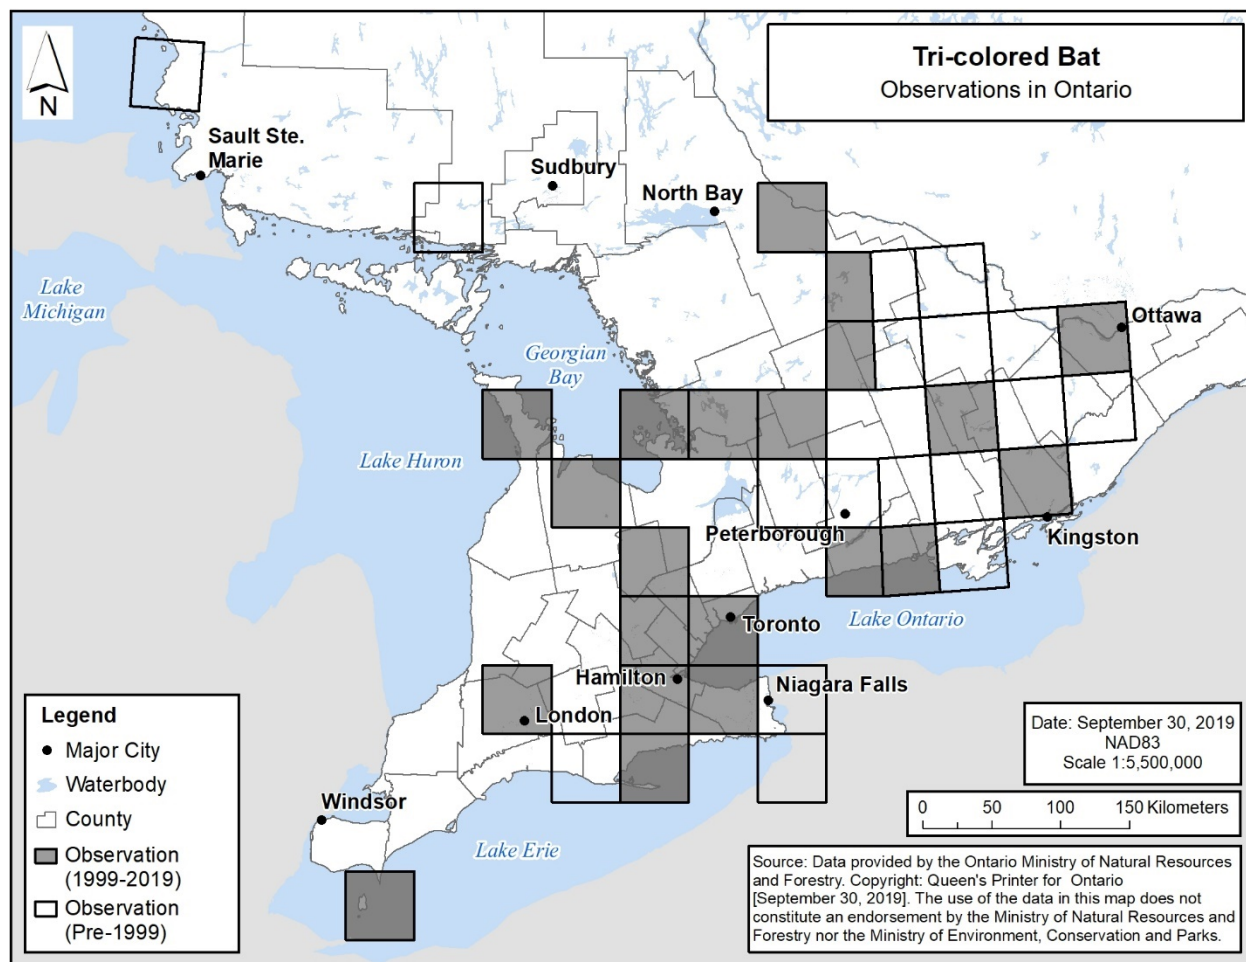 Tri-colored Bat
Observations in Ontario
N
Sault Ste.
Marie
Sudbury
North Bay
Lake
Michigan
Ottawa
Georgian
Bay
Lake Huron
Peterborough
Kingston
Toronto
Lake Ontario
Hamilton
Niagara Falls
London
Windsor
Lake Erie
Legend
Major City
Waterbody
County
Observation
(1999-2019)
Observation
(Pre-1999)
Date: September 30, 2019
NAD83
Scale 1:5,500,000
0 50 100 150 Kilometers
Source: Data provided by the Ontario Ministry of Natural Resources
and Forestry. Copyright: Queen's Printer for Ontario
[September 30, 2019]. The use of the data in this map does not
constitute an endorsement by the Ministry of Natural Resources and
Forestry nor the Ministry of Environment, Conservation and Parks.